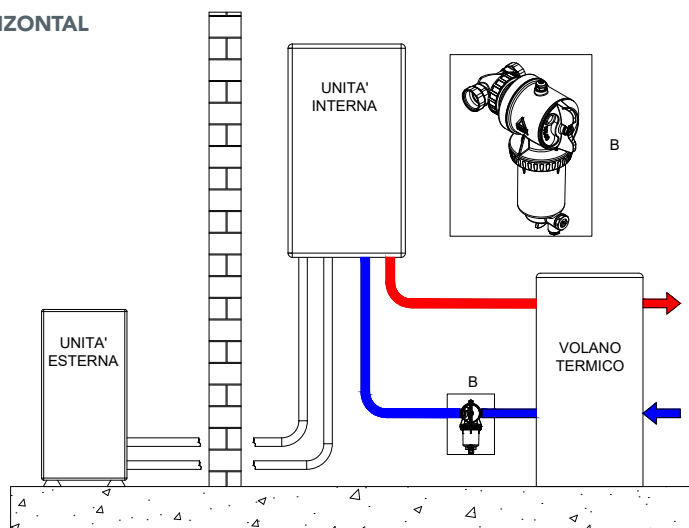 IZONTAL
UNITA'
INTERNA
B
UNITA'
ESTERNA
VOLANO
TERMICO
B